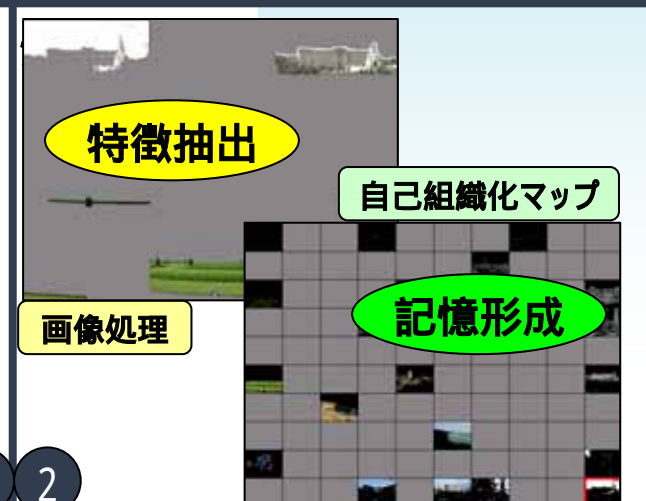 特徴抽出
自己組織化マップ
画像処理
記憶形成
2